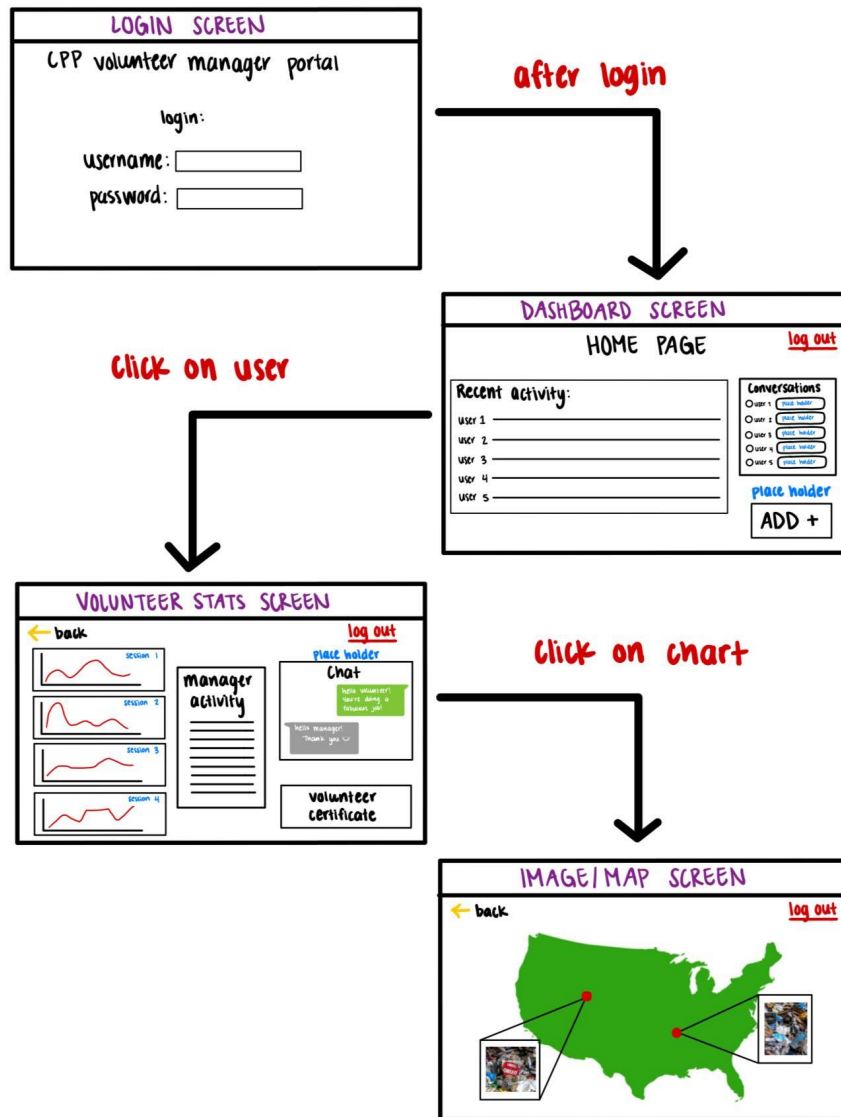 LOGIN SCREEN
CPP volunteer manager portal
login:
username:
password:
after login
DASHBOARD SCREEN
HOME PAGE
log out
Recent activity:
user 1
user 2
user 3
user 4
user 5
Conversations
user 1 place holder
user 2 place holder
user 3 place holder
user 4 place holder
user 5 place holder
place holder
ADD +
click on user
VOLUNTEER STATS SCREEN
back
log out
session 1
session 2
session 3
session 4
manager
activity
place holder
Chat
hello volunteer!
You're doing a
fabulous job!
hello manager!
Thank you
volunteer
certificate
click on chart
IMAGE/MAP SCREEN
back
log out